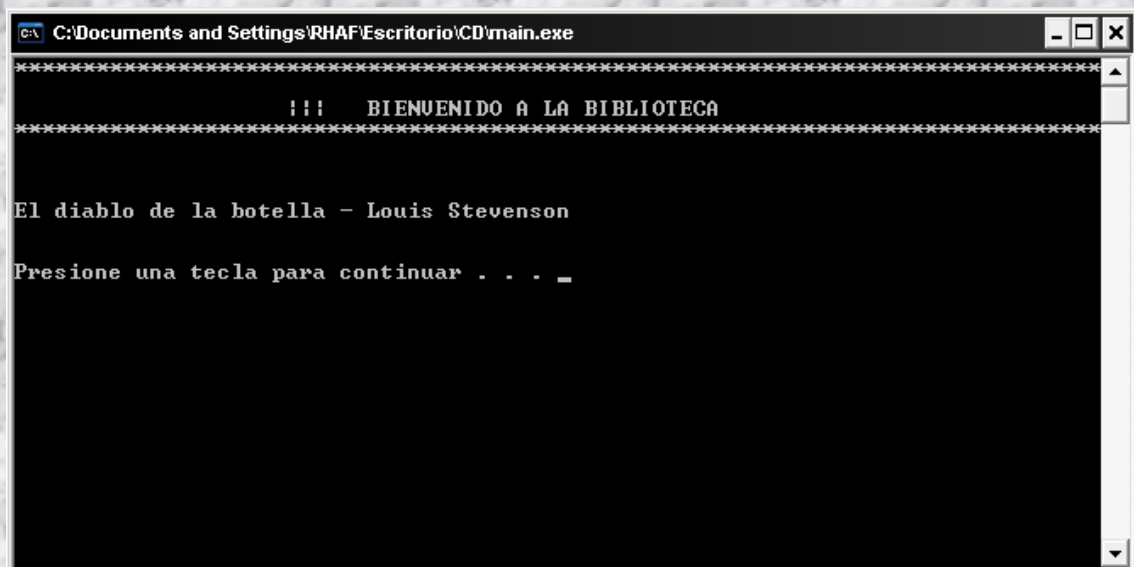 C:\Documents and Settings\RHAF\Escritorio\CD\main.exe
********************************************************************************
¦¦¦   BIENVENIDO A LA BIBLIOTECA
********************************************************************************
El diablo de la botella - Louis Stevenson
Presione una tecla para continuar . . . _